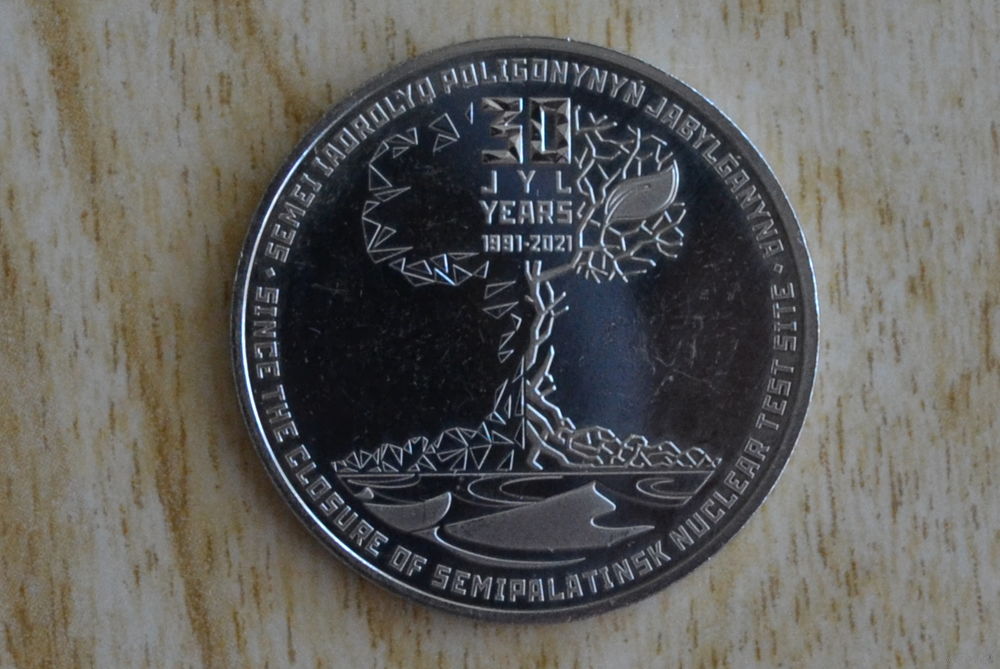 SEMEI IADROLYQ POLIGONYNYŃ JABYLǴANYNA
30
JYL
YEARS
1991-2021
SINCE THE CLOSURE OF SEMIPALATINSK NUCLEAR TEST SITE